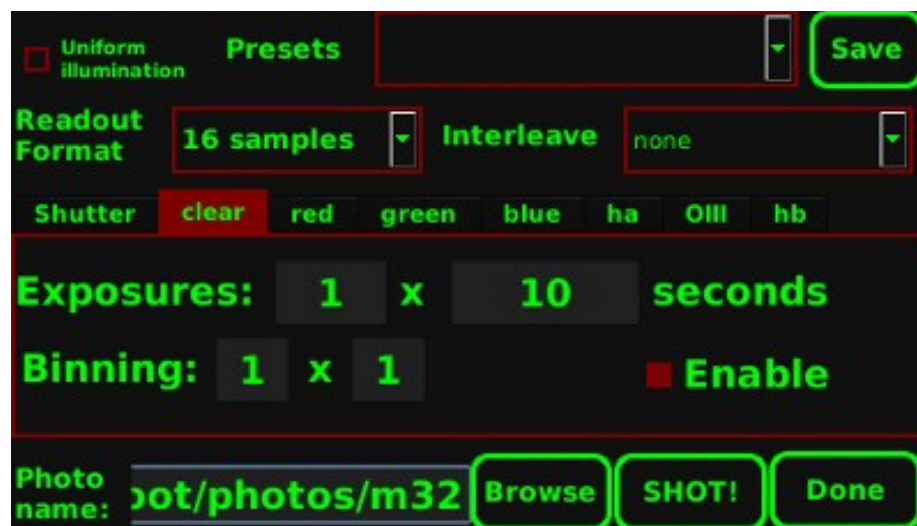 Uniform
illumination
Presets
Save
Readout
Format
16 samples
Interleave
none
Shutter clear red green blue ha OIII hb
Exposures: 1 x 10 seconds
Binning: 1 x 1
Enable
Photo
name:
oot/photos/m32
Browse
SHOT!
Done